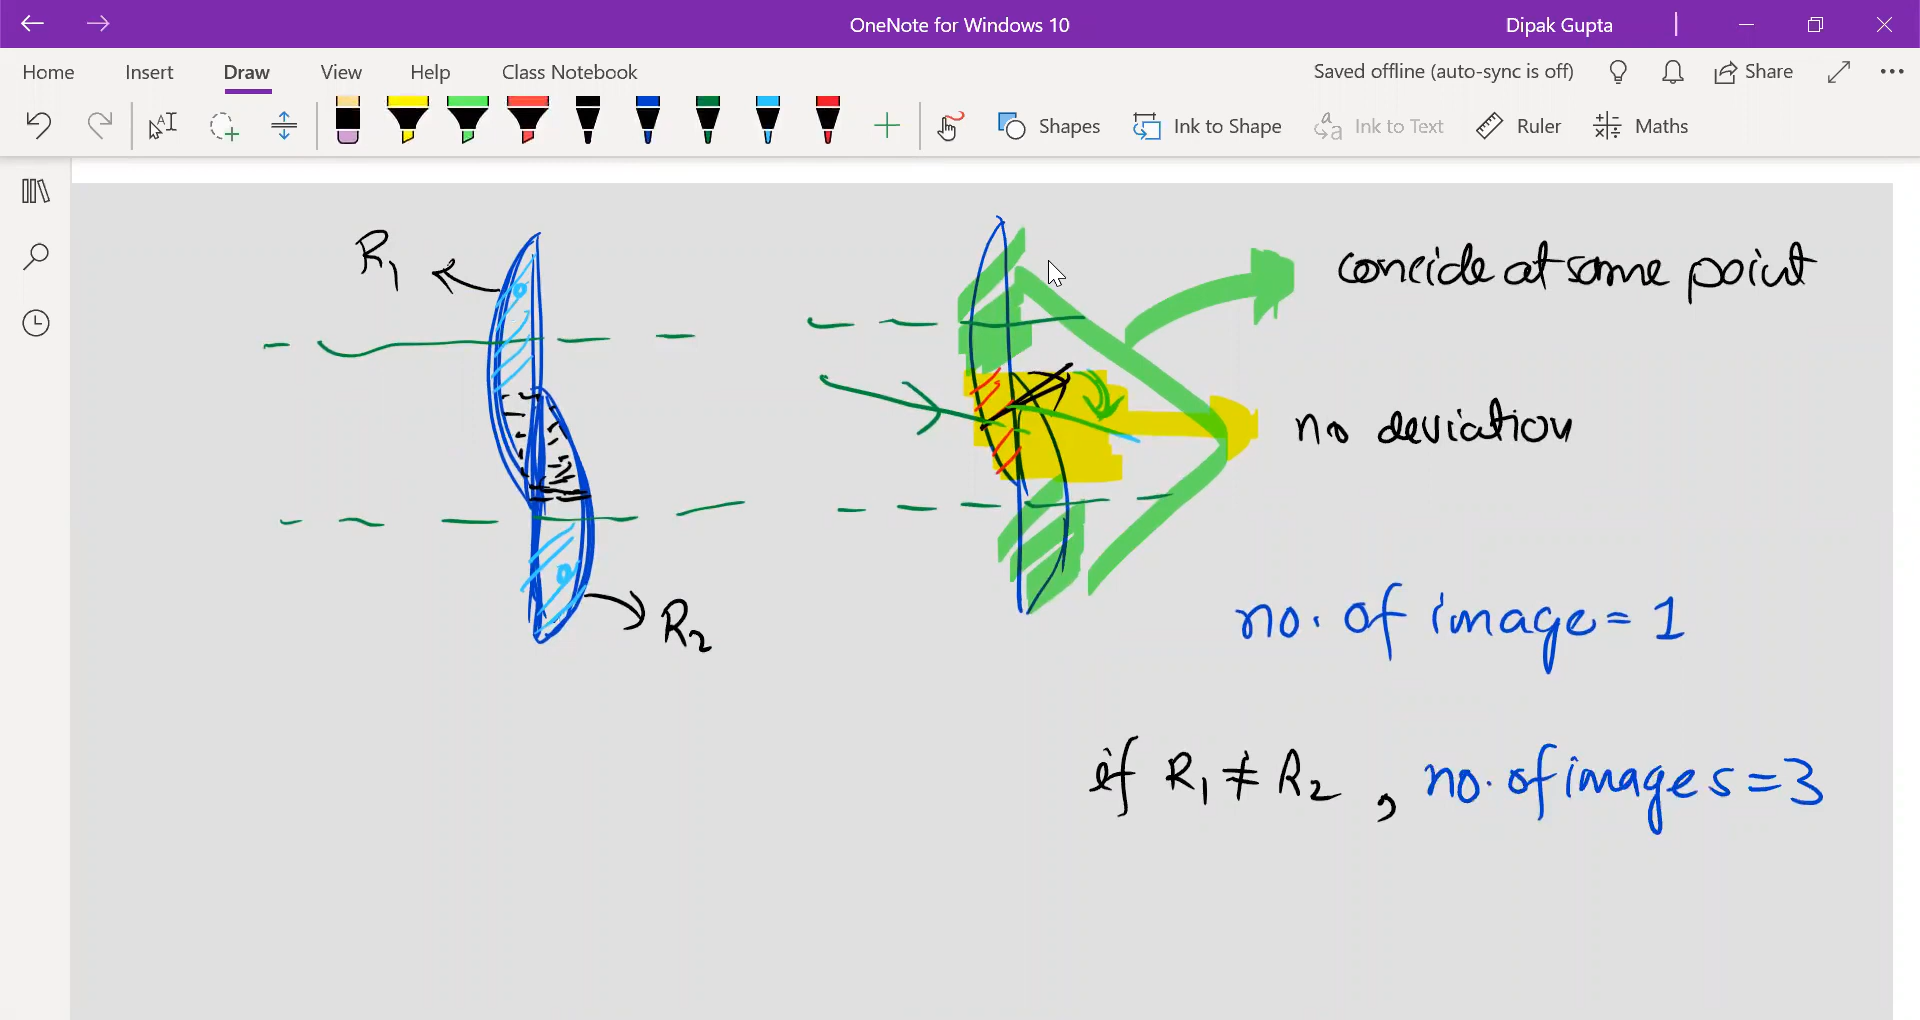 OneNote for Windows 10
Dipak Gupta
Home Insert Draw View Help Class Notebook
Saved offline (auto-sync is off) Share
Shapes Ink to Shape Ink to Text Ruler Maths
R1
concide at same point
no deviation
R2
no. of image = 1
if R1 ≠ R2 , no. of images = 3